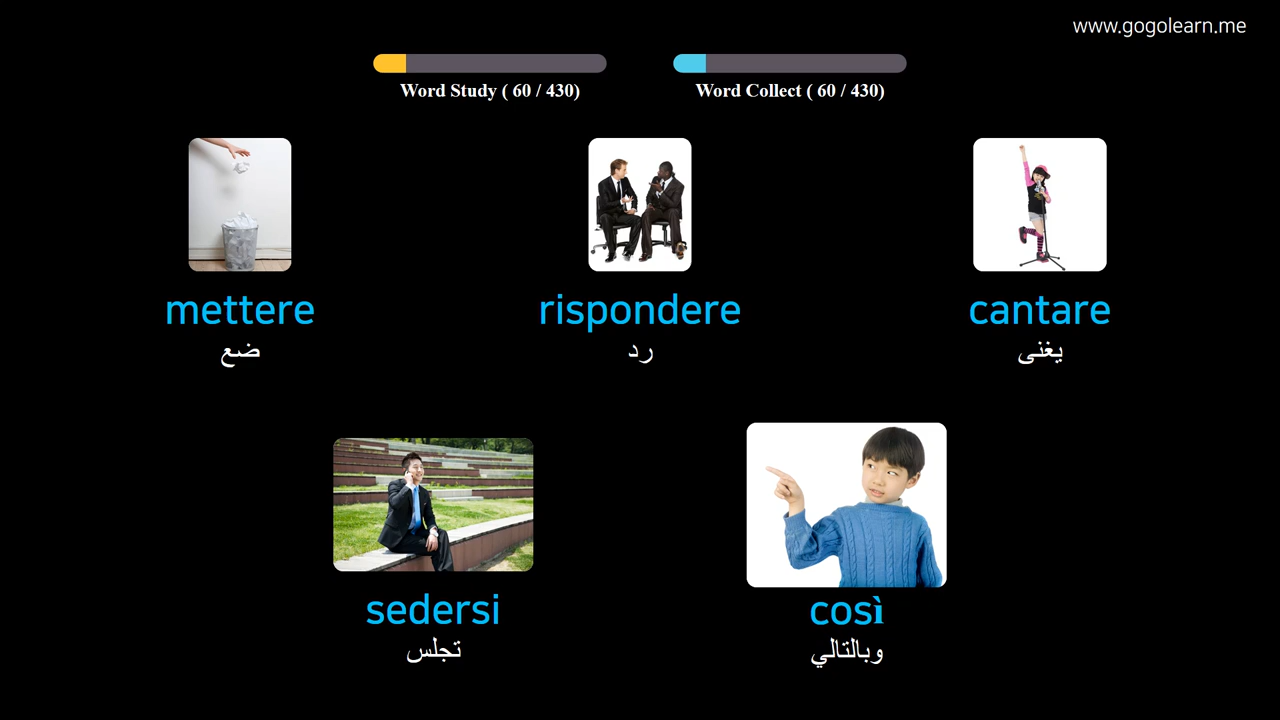 www.gogolearn.me
Word Study ( 60 / 430)
Word Collect ( 60 / 430)
mettere
ضع
rispondere
رد
cantare
يغنى
sedersi
تجلس
così
وبالتالي